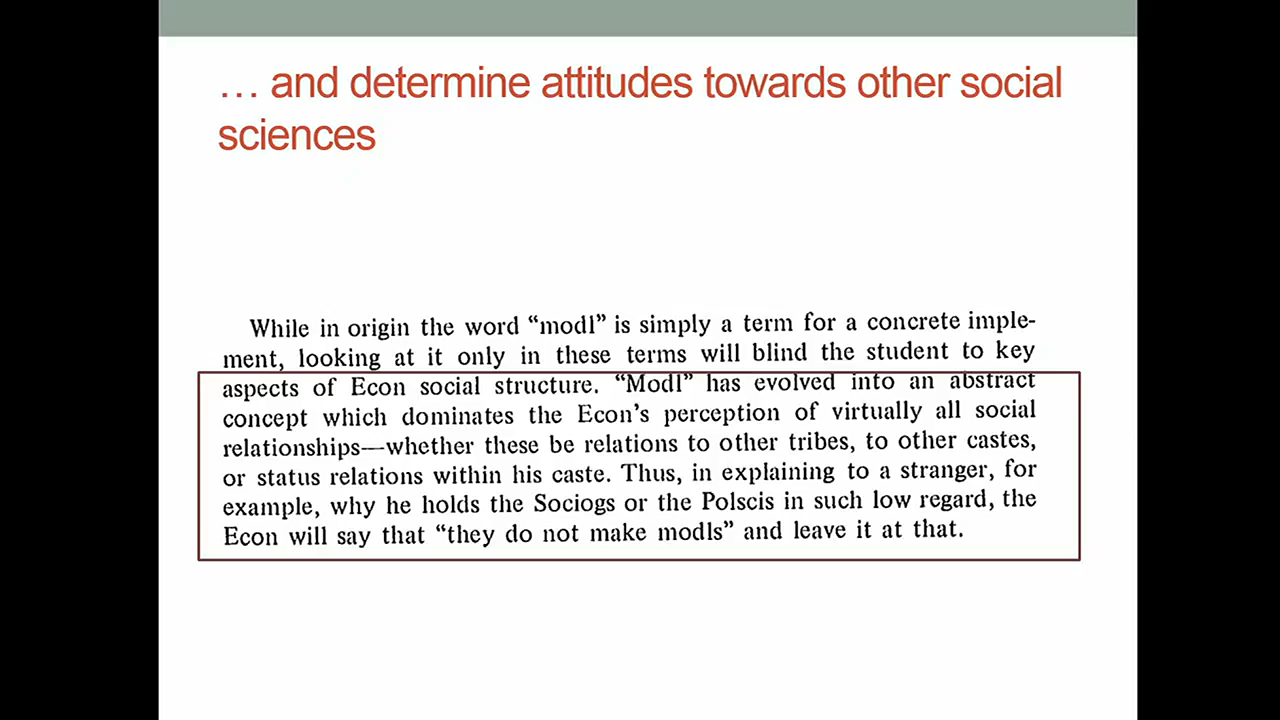 … and determine attitudes towards other social
sciences
While in origin the word “modl” is simply a term for a concrete imple-
ment, looking at it only in these terms will blind the student to key
aspects of Econ social structure. “Modl” has evolved into an abstract
concept which dominates the Econ’s perception of virtually all social
relationships—whether these be relations to other tribes, to other castes,
or status relations within his caste. Thus, in explaining to a stranger, for
example, why he holds the Sociogs or the Polscis in such low regard, the
Econ will say that “they do not make modls” and leave it at that.